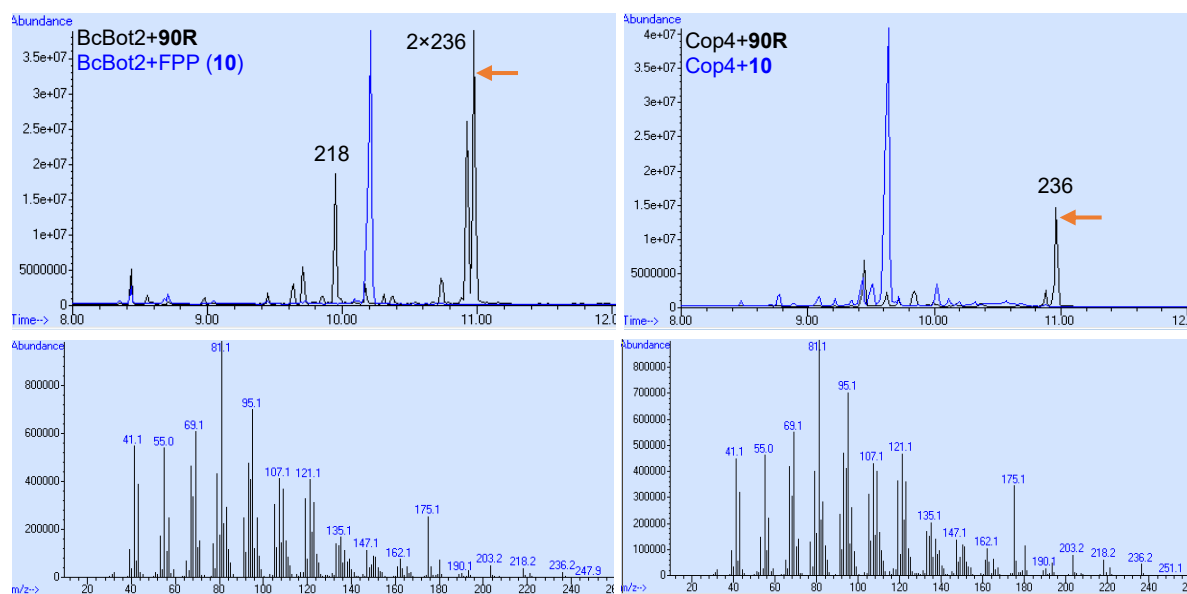 Abundance
BcBot2+90R
BcBot2+FPP (10)
2×236
218
3.5e+07
3e+07
2.5e+07
2e+07
1.5e+07
1e+07
5000000
0
8.00 9.00 10.00 11.00 12.0
Time-->
Abundance
Cop4+90R
Cop4+10
236
4e+07
3.5e+07
3e+07
2.5e+07
2e+07
1.5e+07
1e+07
5000000
0
8.00 9.00 10.00 11.00 12.0
Time-->
Abundance
81.1
95.1
69.1
41.1
55.0
107.1
121.1
175.1
135.1
147.1
162.1
190.1
203.2
218.2
236.2
247.9
800000
600000
400000
200000
0
20 40 60 80 100 120 140 160 180 200 220 240 26
m/z-->
Abundance
81.1
95.1
69.1
41.1
55.0
107.1
121.1
175.1
135.1
147.1
162.1
190.1
203.2
218.2
236.2
251.1
800000
700000
600000
500000
400000
300000
200000
100000
0
20 40 60 80 100 120 140 160 180 200 220 240 26
m/z-->